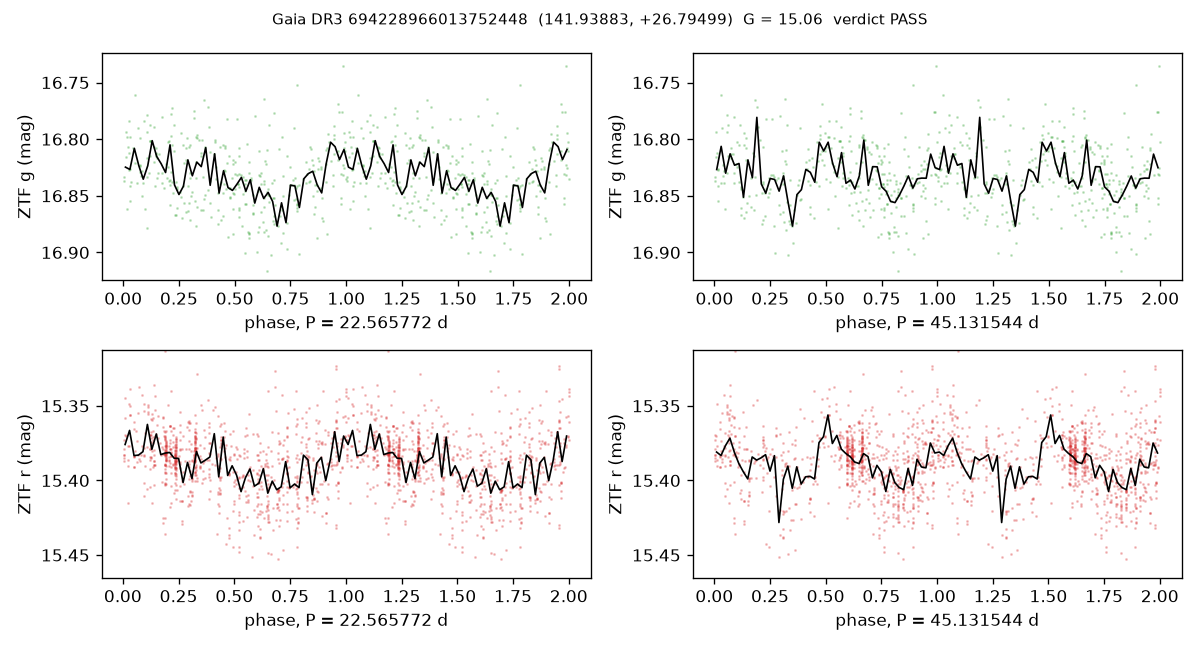 Gaia DR3 694228966013752448 (141.93883, +26.79499) G = 15.06 verdict PASS
ZTF g (mag)
16.75
16.80
16.85
16.90
0.00 0.25 0.50 0.75 1.00 1.25 1.50 1.75 2.00
phase, P = 22.565772 d
ZTF g (mag)
16.75
16.80
16.85
16.90
0.00 0.25 0.50 0.75 1.00 1.25 1.50 1.75 2.00
phase, P = 45.131544 d
ZTF r (mag)
15.35
15.40
15.45
0.00 0.25 0.50 0.75 1.00 1.25 1.50 1.75 2.00
phase, P = 22.565772 d
ZTF r (mag)
15.35
15.40
15.45
0.00 0.25 0.50 0.75 1.00 1.25 1.50 1.75 2.00
phase, P = 45.131544 d